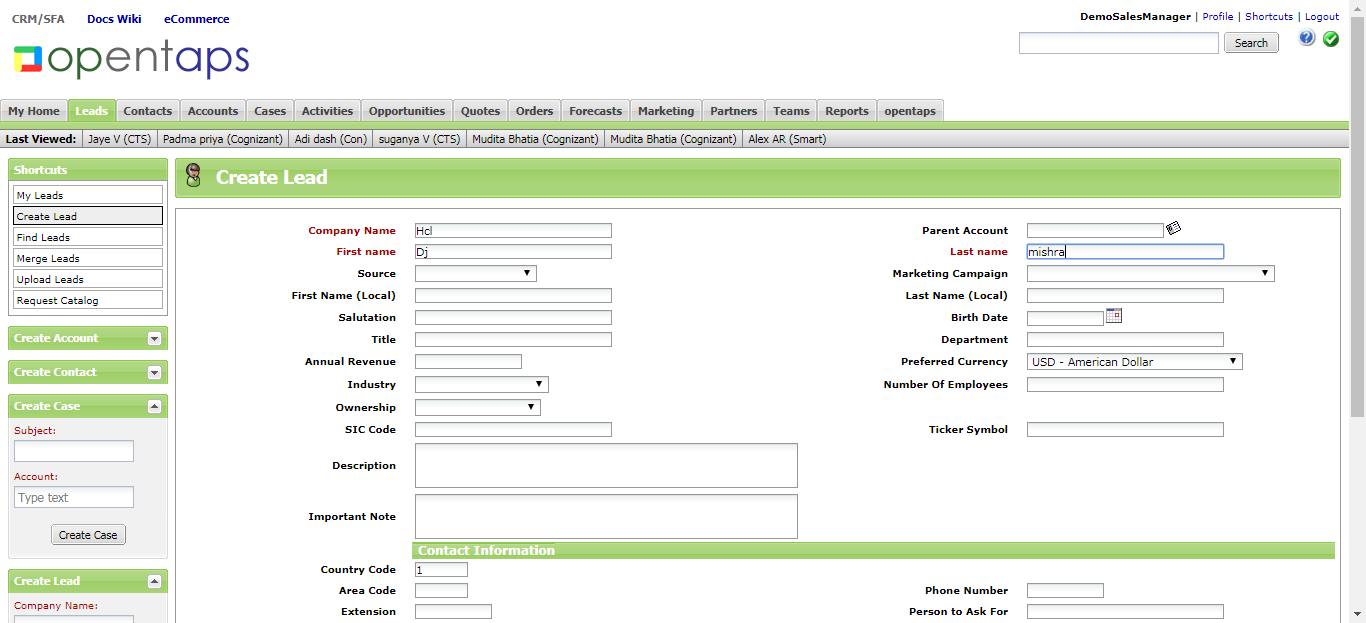 CRM/SFA Docs Wiki eCommerce
DemoSalesManager | Profile | Shortcuts | Logout
opentaps
Search
?
My Home Leads Contacts Accounts Cases Activities Opportunities Quotes Orders Forecasts Marketing Partners Teams Reports opentaps
Last Viewed: Jaye V (CTS) Padma priya (Cognizant) Adi dash (Con) suganya V (CTS) Mudita Bhatia (Cognizant) Mudita Bhatia (Cognizant) Alex AR (Smart)
Shortcuts
My Leads
Create Lead
Find Leads
Merge Leads
Upload Leads
Request Catalog
Create Account
Create Contact
Create Case
Subject:
Account:
Type text
Create Case
Create Lead
Company Name:
Create Lead
Company Name Hcl Parent Account
First name Dj Last name mishra
Source Marketing Campaign
First Name (Local) Last Name (Local)
Salutation Birth Date
Title Department
Annual Revenue Preferred Currency USD - American Dollar
Industry Number Of Employees
Ownership
SIC Code Ticker Symbol
Description
Important Note
Contact Information
Country Code 1
Area Code Phone Number
Extension Person to Ask For